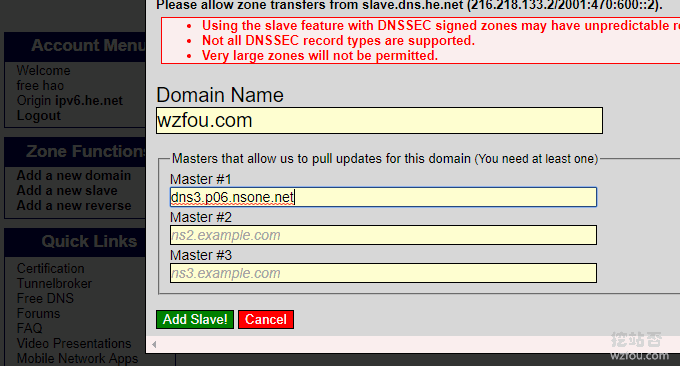 Please allow zone transfers from slave.dns.he.net (216.218.133.2/2001:470:600::2).
Using the slave feature with DNSSEC signed zones may have unpredictable
Not all DNSSEC record types are supported.
Very large zones will not be permitted.
Account Menu
Welcome
free hao
Origin ipv6.he.net
Logout
Zone Functions
Add a new domain
Add a new slave
Add a new reverse
Quick Links
Certification
Tunnelbroker
Free DNS
Forums
FAQ
Video Presentations
Mobile Network Apps
Domain Name
wzfou.com
Masters that allow us to pull updates for this domain (You need at least one)
Master #1
dns3.p06.nsone.net
Master #2
ns2.example.com
Master #3
ns3.example.com
Add Slave! Cancel
挖站否
wzfou.com